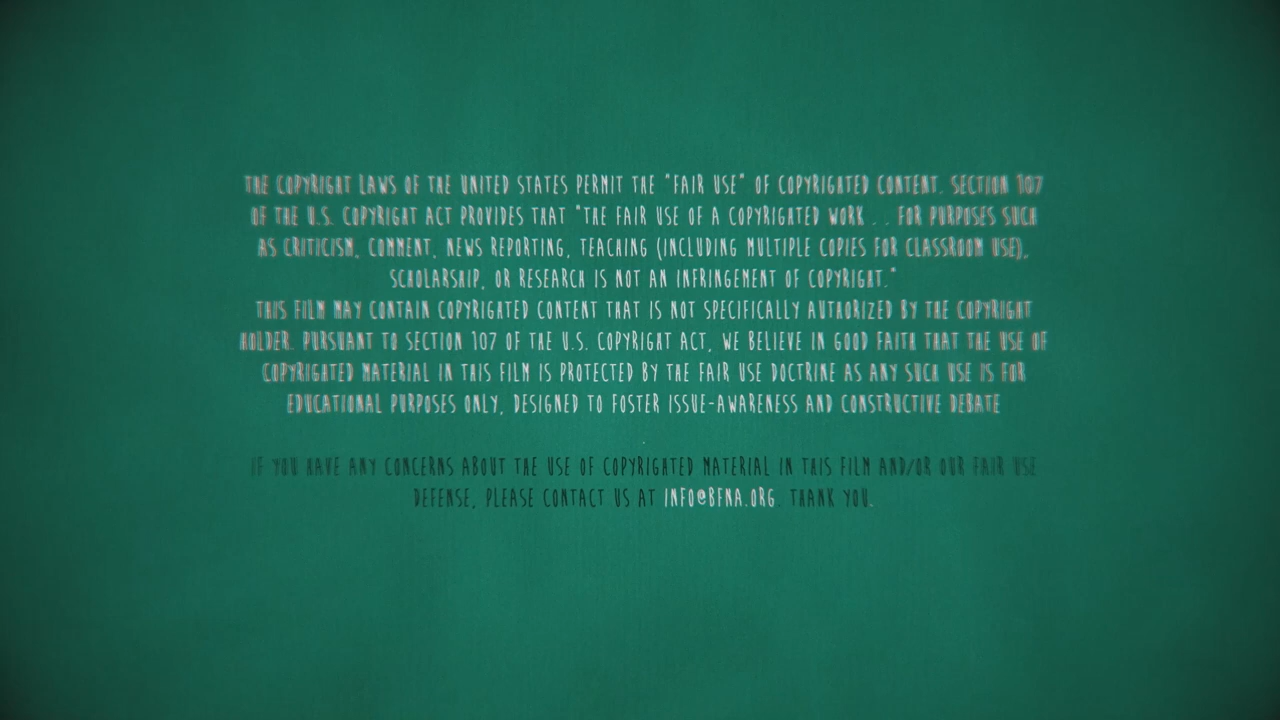 THE COPYRIGHT LAWS OF THE UNITED STATES PERMIT THE "FAIR USE" OF COPYRIGHTED CONTENT. SECTION 107
OF THE U.S. COPYRIGHT ACT PROVIDES THAT "THE FAIR USE OF A COPYRIGHTED WORK . . FOR PURPOSES SUCH
AS CRITICISM, COMMENT, NEWS REPORTING, TEACHING (INCLUDING MULTIPLE COPIES FOR CLASSROOM USE),
SCHOLARSHIP, OR RESEARCH IS NOT AN INFRINGEMENT OF COPYRIGHT."
THIS FILM MAY CONTAIN COPYRIGHTED CONTENT THAT IS NOT SPECIFICALLY AUTHORIZED BY THE COPYRIGHT
HOLDER. PURSUANT TO SECTION 107 OF THE U.S. COPYRIGHT ACT, WE BELIEVE IN GOOD FAITH THAT THE USE OF
COPYRIGHTED MATERIAL IN THIS FILM IS PROTECTED BY THE FAIR USE DOCTRINE AS ANY SUCH USE IS FOR
EDUCATIONAL PURPOSES ONLY, DESIGNED TO FOSTER ISSUE-AWARENESS AND CONSTRUCTIVE DEBATE
.
IF YOU HAVE ANY CONCERNS ABOUT THE USE OF COPYRIGHTED MATERIAL IN THIS FILM AND/OR OUR FAIR USE
DEFENSE, PLEASE CONTACT US AT INFO@BFNA.ORG. THANK YOU.